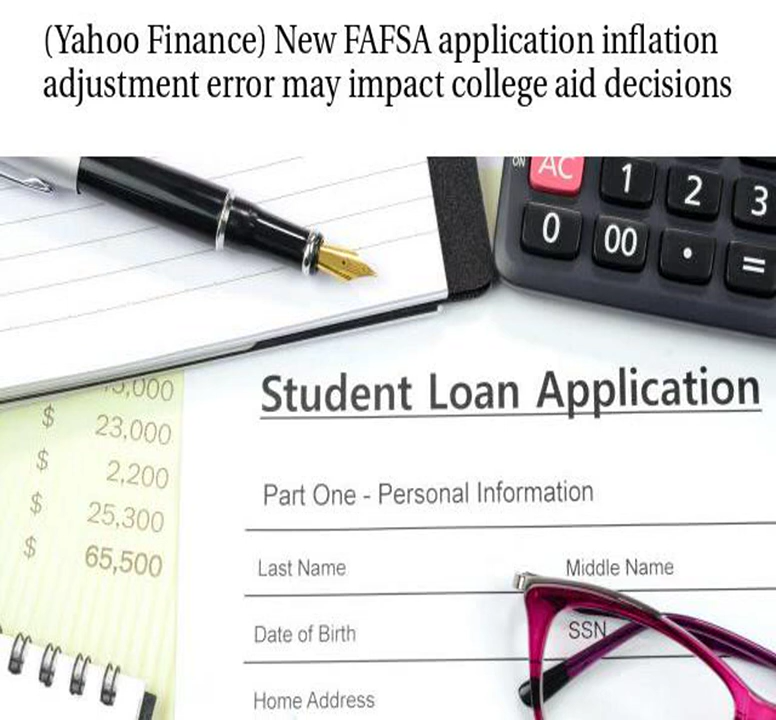 (Yahoo Finance) New FAFSA application inflation
adjustment error may impact college aid decisions
ON AC 1 2 3
0 00 . =
Student Loan Application
$ 23,000
$ 2,200
$ 25,300
$ 65,500
Part One - Personal Information
Last Name Middle Name
Date of Birth SSN
Home Address